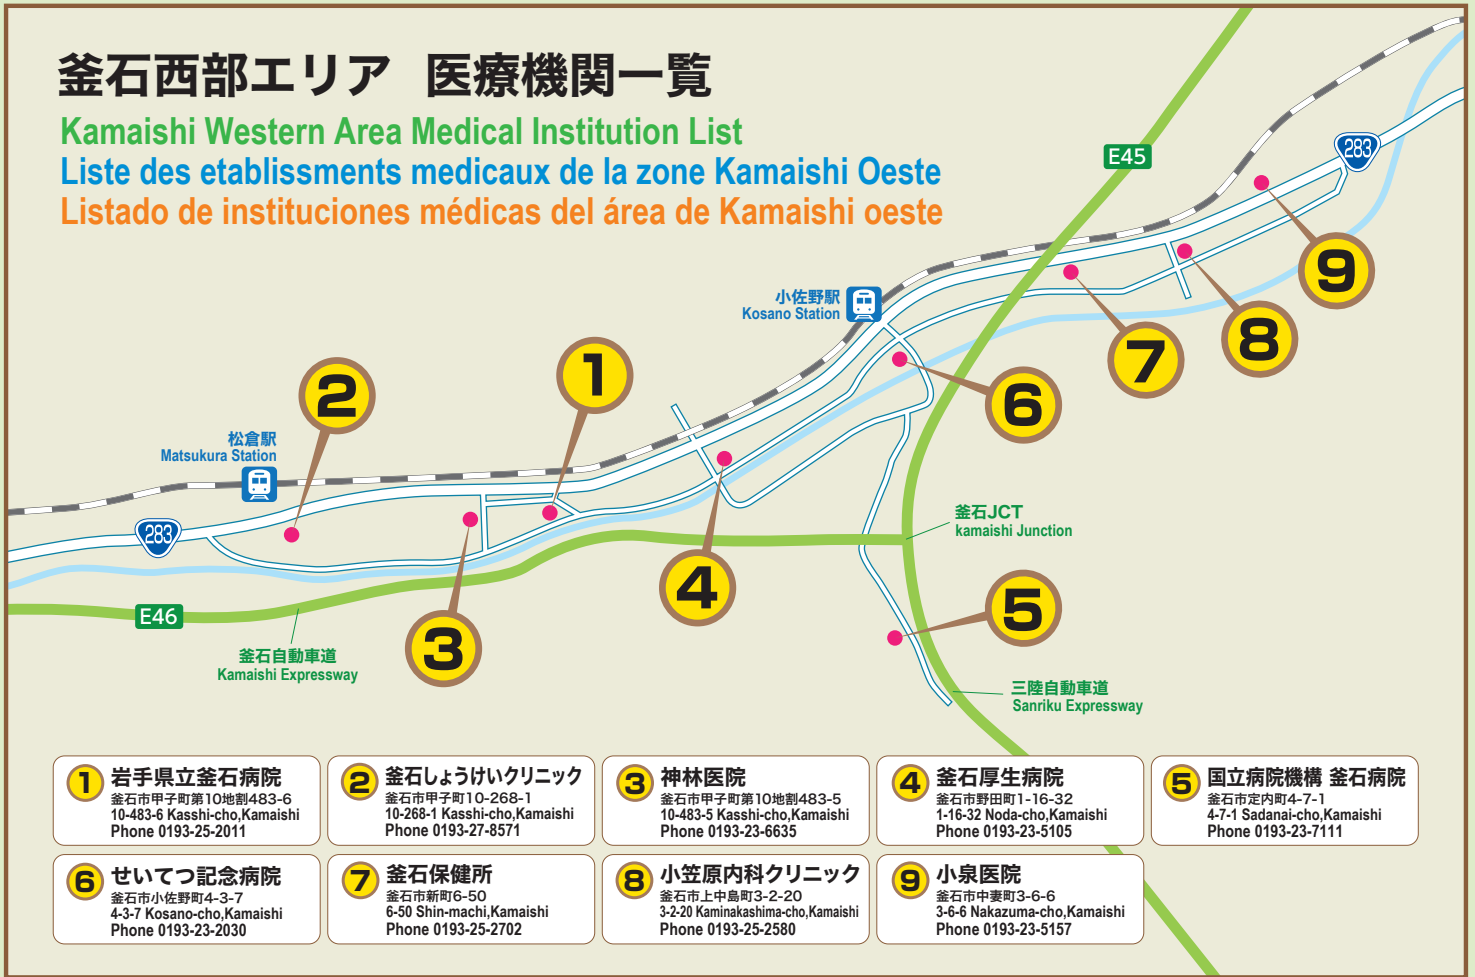 釜石西部エリア 医療機関一覧
Kamaishi Western Area Medical Institution List
Liste des etablissments medicaux de la zone Kamaishi Oeste
Listado de instituciones médicas del área de Kamaishi oeste
E45
283
9
小佐野駅
Kosano Station
8
7
1
2
6
松倉駅
Matsukura Station
283
釜石JCT
kamaishi Junction
4
E46
5
3
釜石自動車道
Kamaishi Expressway
三陸自動車道
Sanriku Expressway
1 岩手県立釜石病院
釜石市甲子町第10地割483-6
10-483-6 Kasshi-cho,Kamaishi
Phone 0193-25-2011
2 釜石しょうけいクリニック
釜石市甲子町10-268-1
10-268-1 Kasshi-cho,Kamaishi
Phone 0193-27-8571
3 神林医院
釜石市甲子町第10地割483-5
10-483-5 Kasshi-cho,Kamaishi
Phone 0193-23-6635
4 釜石厚生病院
釜石市野田町1-16-32
1-16-32 Noda-cho,Kamaishi
Phone 0193-23-5105
5 国立病院機構 釜石病院
釜石市定内町4-7-1
4-7-1 Sadanai-cho,Kamaishi
Phone 0193-23-7111
6 せいてつ記念病院
釜石市小佐野町4-3-7
4-3-7 Kosano-cho,Kamaishi
Phone 0193-23-2030
7 釜石保健所
釜石市新町6-50
6-50 Shin-machi,Kamaishi
Phone 0193-25-2702
8 小笠原内科クリニック
釜石市上中島町3-2-20
3-2-20 Kaminakashima-cho,Kamaishi
Phone 0193-25-2580
9 小泉医院
釜石市中妻町3-6-6
3-6-6 Nakazuma-cho,Kamaishi
Phone 0193-23-5157